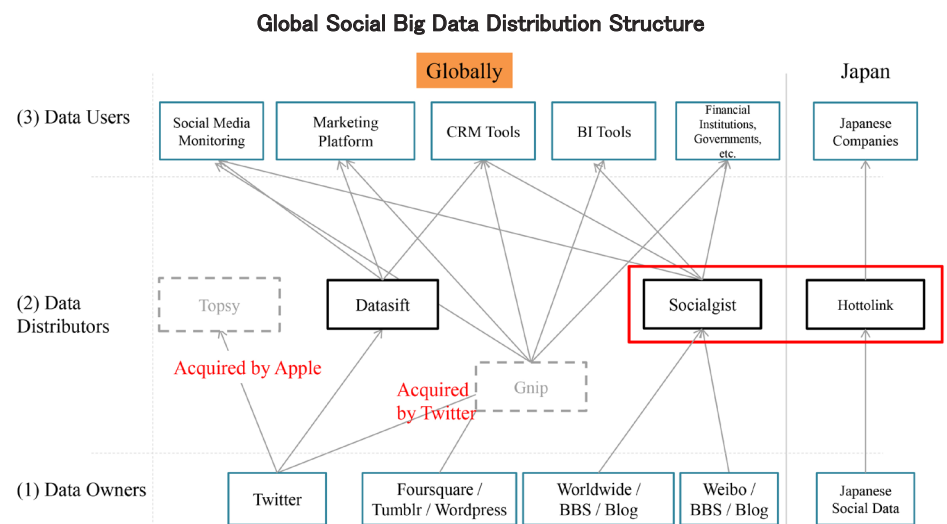 Global Social Big Data Distribution Structure
Globally
Japan
(3) Data Users
Social Media
Monitoring
Marketing
Platform
CRM Tools
BI Tools
Financial
Institutions,
Governments,
etc.
Japanese
Companies
(2) Data
Distributors
Topsy
Datasift
Socialgist
Hottolink
Acquired by Apple
Acquired
by Twitter
Gnip
(1) Data Owners
Twitter
Foursquare /
Tumblr / Wordpress
Worldwide /
BBS / Blog
Weibo /
BBS / Blog
Japanese
Social Data